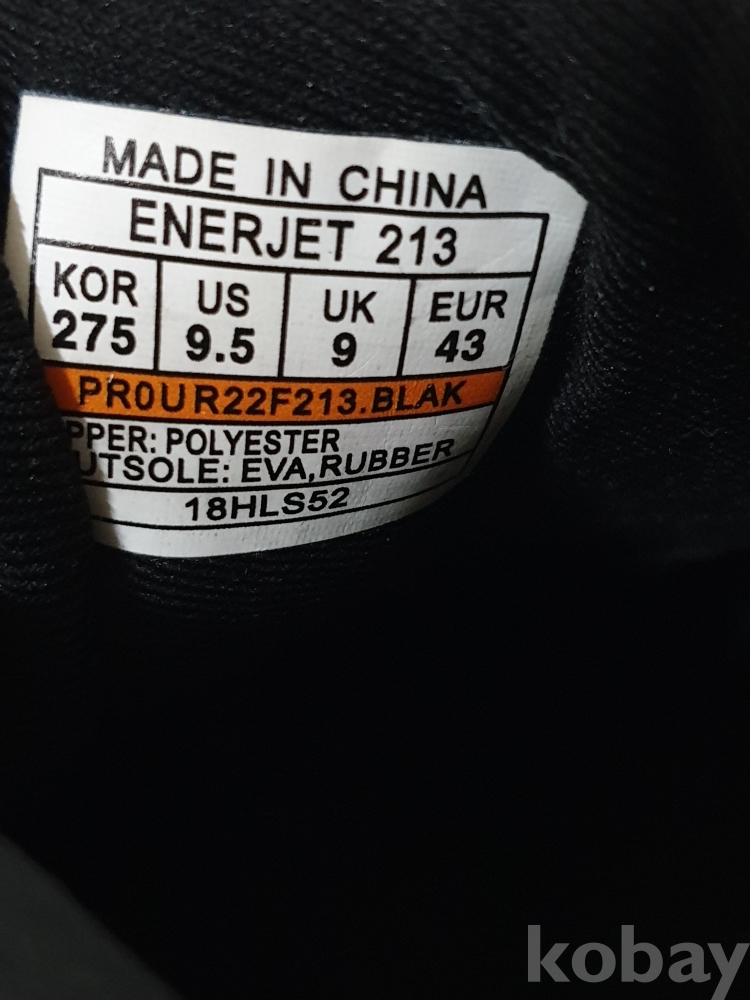 MADE IN CHINA
ENERJET 213
KOR US UK EUR
275 9.5 9 43
PR0UR22F213.BLAK
PPER: POLYESTER
UTSOLE: EVA,RUBBER
18HLS52
kobay